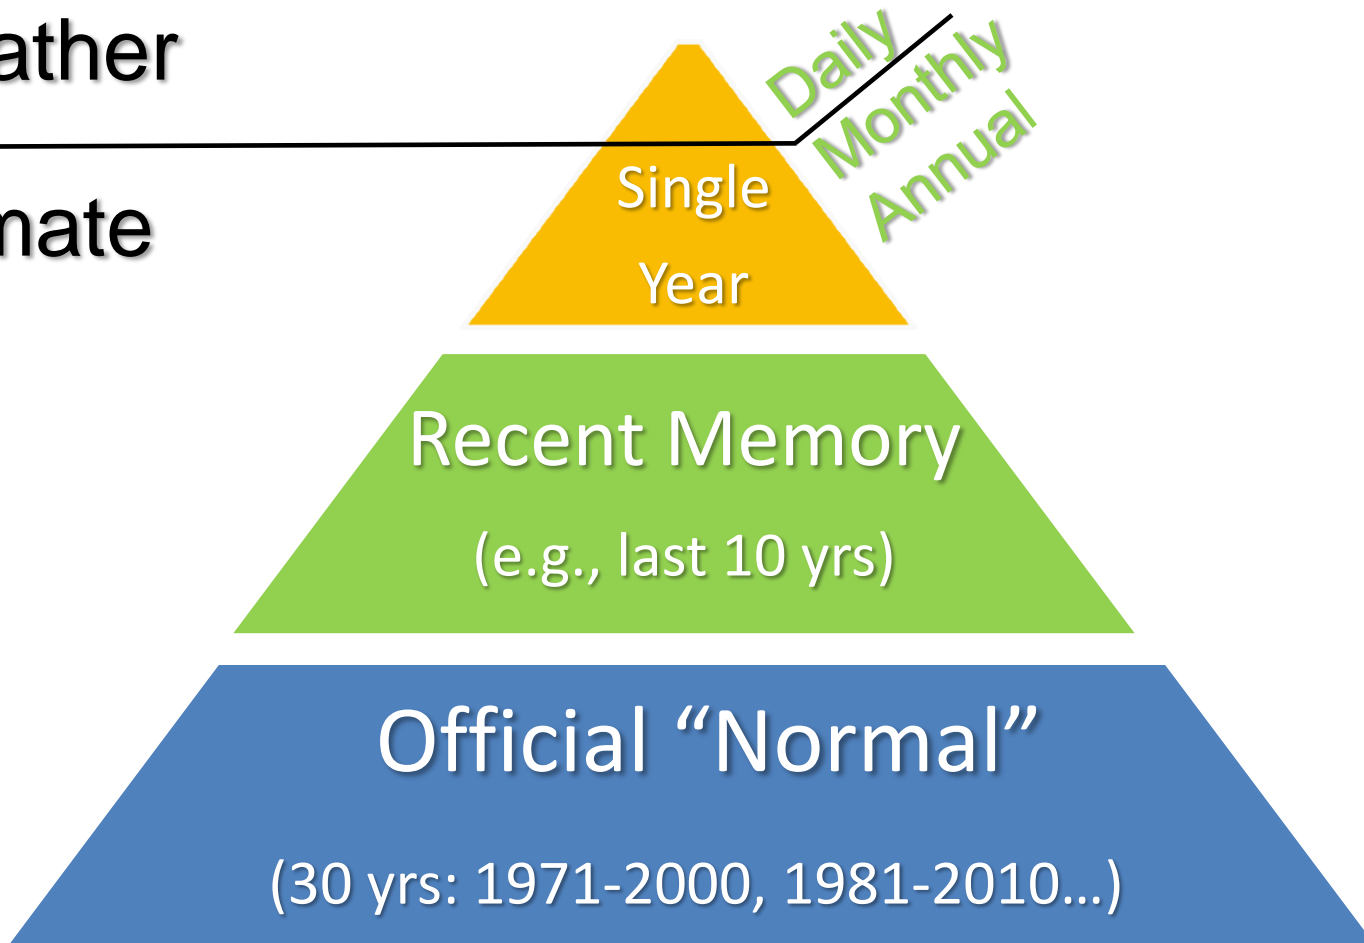 ather
mate
Daily
Monthly
Annual
Single
Year
Recent Memory
(e.g., last 10 yrs)
Official “Normal”
(30 yrs: 1971-2000, 1981-2010…)